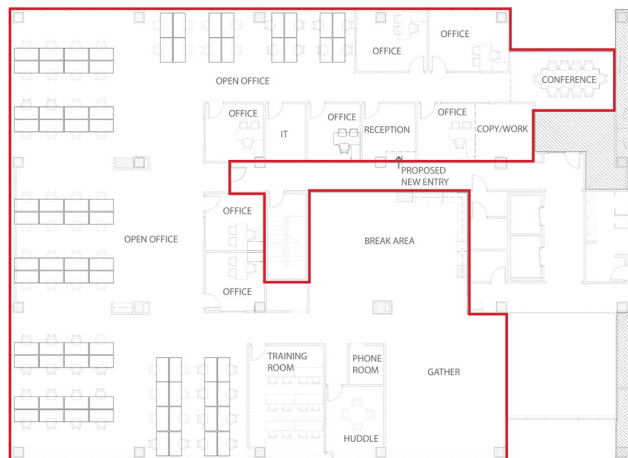 OFFICE
OFFICE
OPEN OFFICE
CONFERENCE
OFFICE
IT
OFFICE
RECEPTION
OFFICE
COPY/WORK
PROPOSED
NEW ENTRY
OFFICE
OPEN OFFICE
BREAK AREA
OFFICE
TRAINING
ROOM
PHONE
ROOM
GATHER
HUDDLE